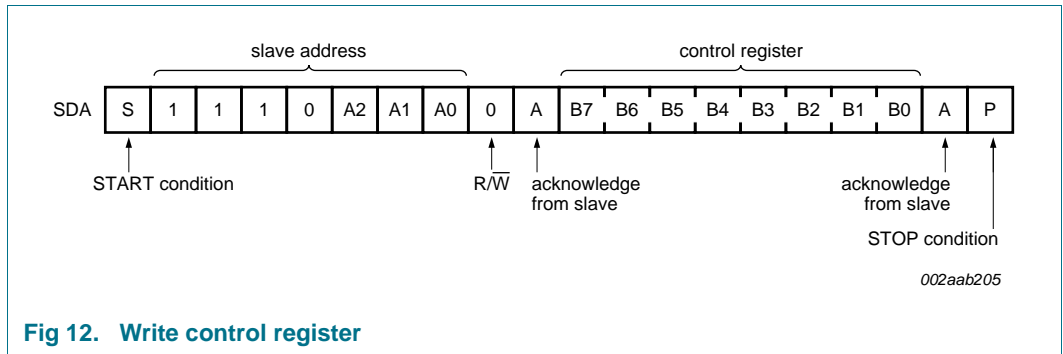 slave address
control register
SDA S 1 1 1 0 A2 A1 A0 0 A B7 B6 B5 B4 B3 B2 B1 B0 A P
START condition
R/W̅
acknowledge
from slave
acknowledge
from slave
STOP condition
002aab205
Fig 12. Write control register